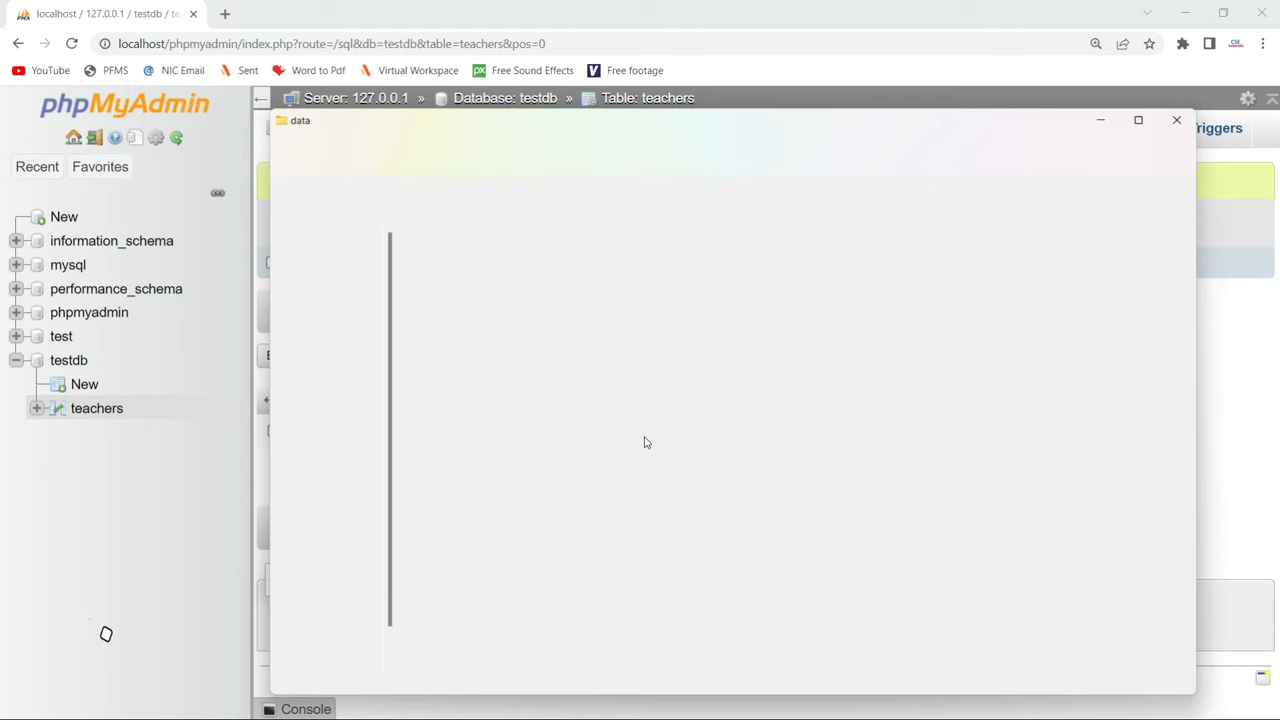 localhost / 127.0.0.1 / testdb / te
localhost/phpmyadmin/index.php?route=/sql&db=testdb&table=teachers&pos=0
YouTube PFMS NIC Email Sent Word to Pdf Virtual Workspace Free Sound Effects Free footage
phpMyAdmin
Server: 127.0.0.1 » Database: testdb » Table: teachers
data
riggers
Recent Favorites
New
information_schema
mysql
performance_schema
phpmyadmin
test
testdb
New
teachers
Console